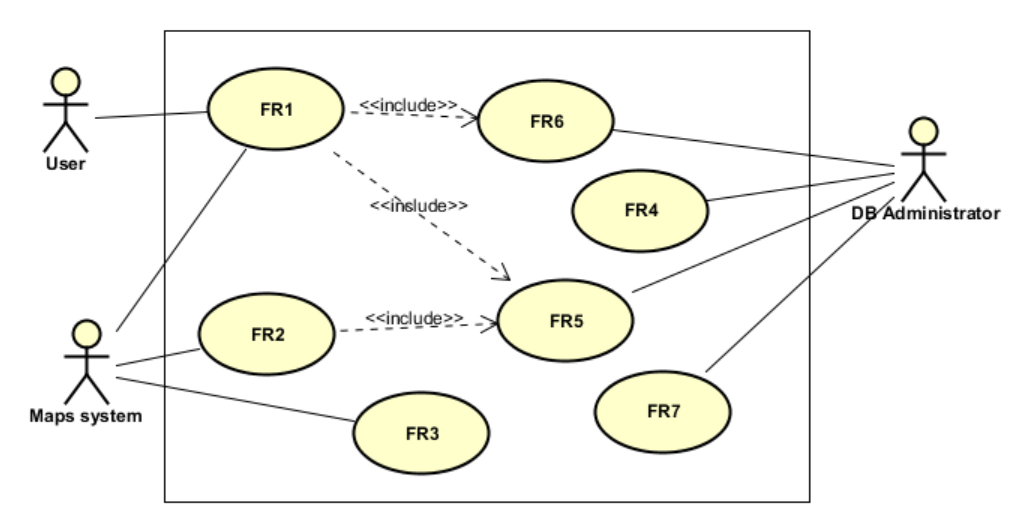 FR1
<<include>>
FR6
User
FR4
<<include>>
DB Administrator
FR2
<<include>>
FR5
Maps system
FR3
FR7